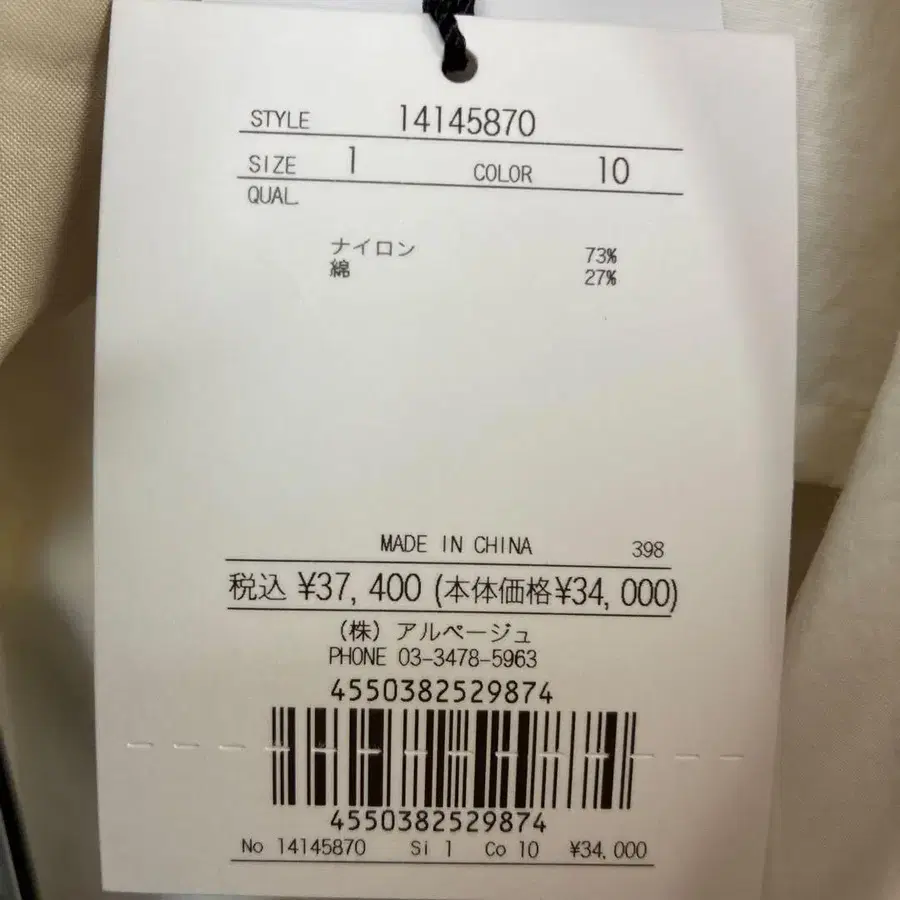 STYLE 14145870
SIZE 1 COLOR 10
QUAL.
ナイロン 73%
綿 27%
MADE IN CHINA 398
税込 ¥37,400 (本体価格¥34,000)
(株) アルページュ
PHONE 03-3478-5963
4550382529874
4550382529874
No 14145870 Si 1 Co 10 ¥34,000